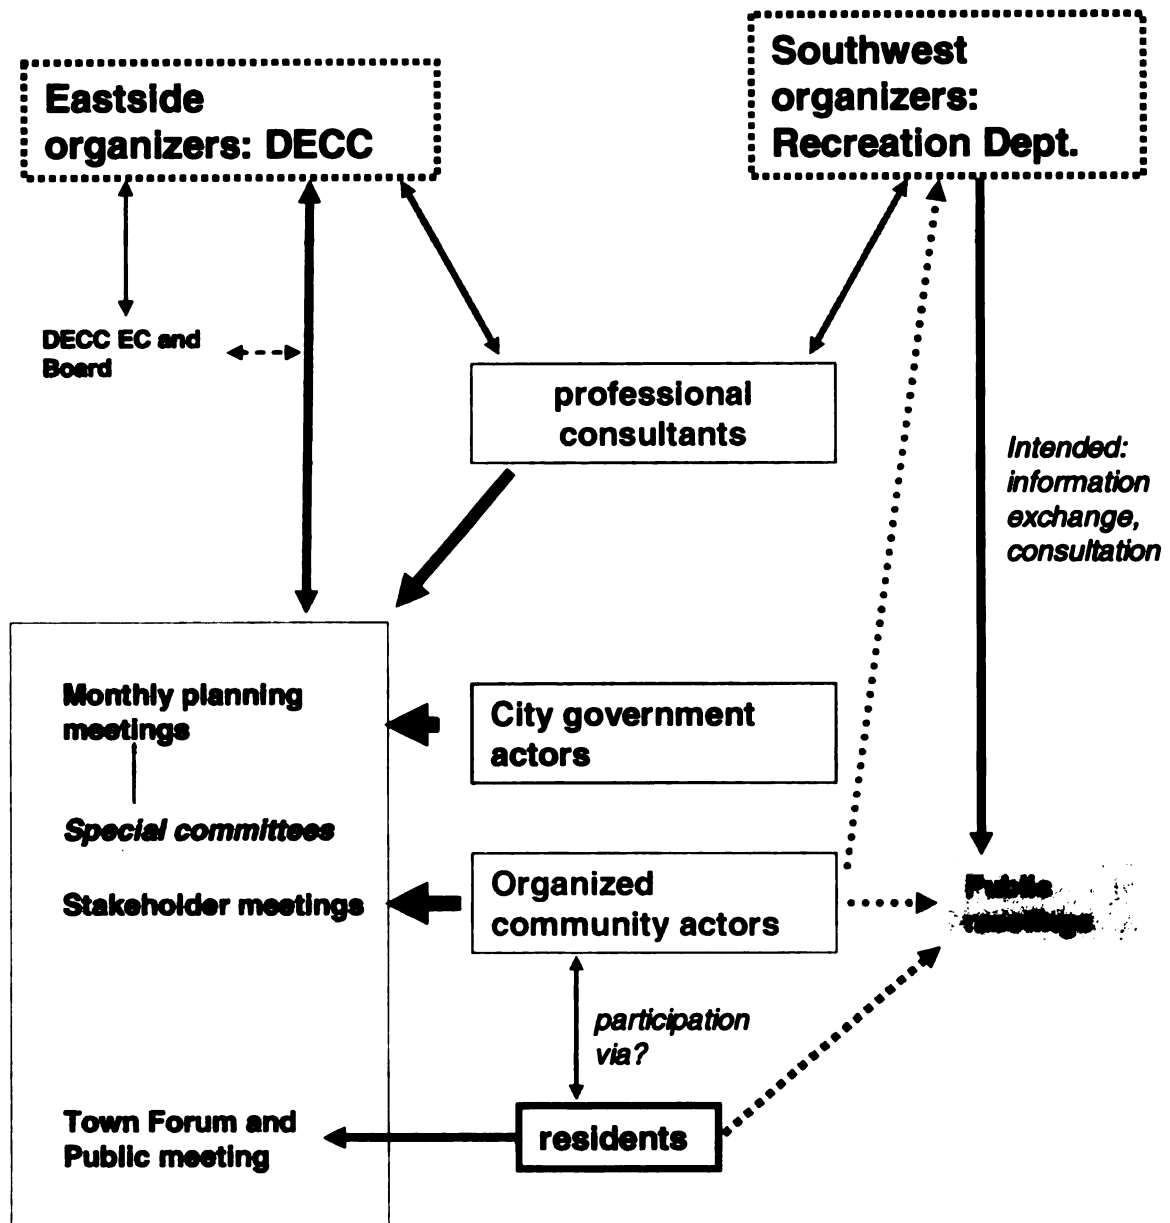 Eastside
organizers: DECC
Southwest
organizers:
Recreation Dept.
DECC EC and
Board
professional
consultants
Intended:
information
exchange,
consultation
Monthly planning
meetings
Special committees
Stakeholder meetings
City government
actors
Organized
community actors
Public
meetings
participation
via?
Town Forum and
Public meeting
residents